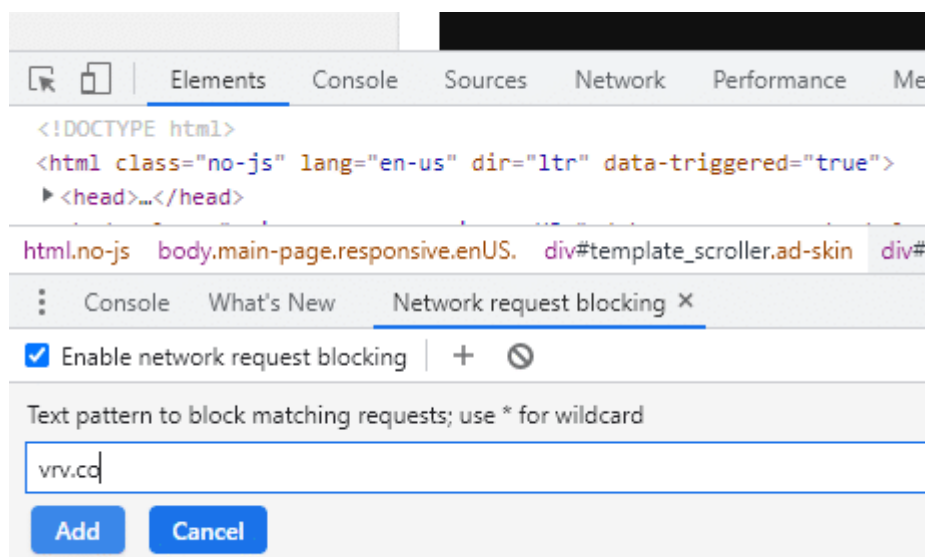 Elements Console Sources Network Performance Me
<!DOCTYPE html>
<html class="no-js" lang="en-us" dir="ltr" data-triggered="true">
<head>…</head>
html.no-js body.main-page.responsive.enUS. div#template_scroller.ad-skin div#
Console What's New Network request blocking ×
Enable network request blocking
Text pattern to block matching requests; use * for wildcard
vrv.co
Add Cancel